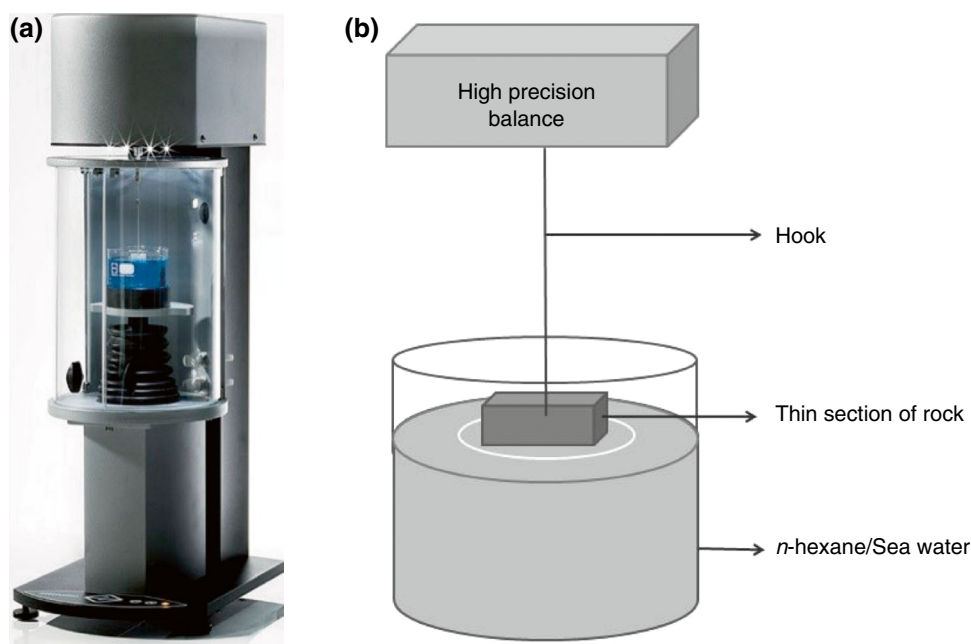 (a)
(b)
High precision
balance
Hook
Thin section of rock
n-hexane/Sea water